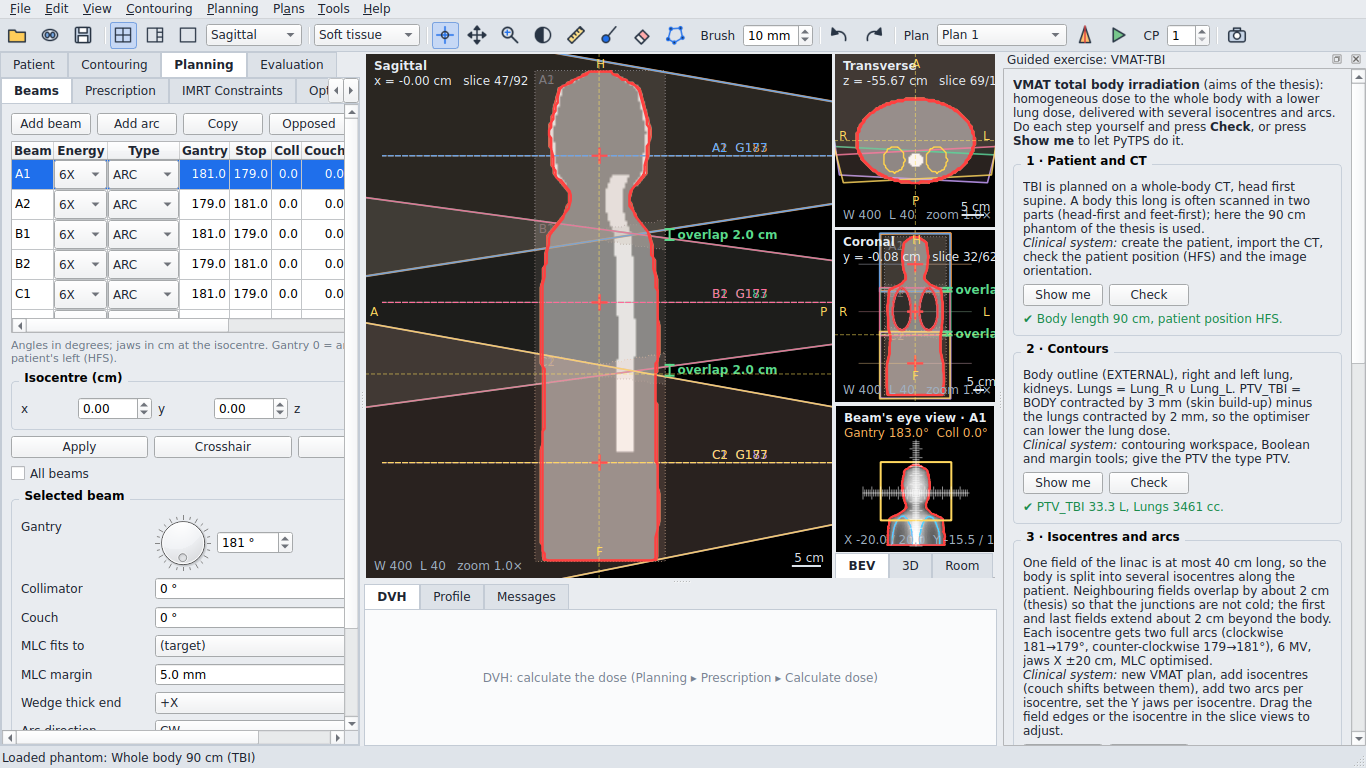 File Edit View Contouring Planning Plans Tools Help
Sagittal Soft tissue Brush 10 mm Plan Plan 1 CP 1
Patient Contouring Planning Evaluation
Beams Prescription IMRT Constraints
Add beam Add arc Copy Opposed
Beam Energy Type Gantry Stop Coll Couch
A1 6X ARC 181.0 179.0 0.0 0.0
A2 6X ARC 179.0 181.0 0.0 0.0
B1 6X ARC 181.0 179.0 0.0 0.0
B2 6X ARC 179.0 181.0 0.0 0.0
C1 6X ARC 181.0 179.0 0.0 0.0
Angles in degrees; jaws in cm at the isocentre. Gantry 0 =
patient's left (HFS).
Isocentre (cm)
x 0.00 y 0.00 z
Apply Crosshair
All beams
Selected beam
Gantry 181 °
Collimator 0 °
Couch 0 °
MLC fits to (target)
MLC margin 5.0 mm
Wedge thick end +X
Sagittal
x = -0.00 cm slice 47/92
H
A
P
F
overlap 2.0 cm
overlap 2.0 cm
W 400 L 40 zoom 1.0×
5 cm
Transverse
z = -55.67 cm slice 69/1
A
R
L
P
5 cm
W 400 L 40 zoom 1.0×
Coronal
y = -0.08 cm slice 32/62
H
R
L
F
5 cm
W 400 L 40 zoom 1.0×
Beam's eye view · A1
Gantry 183.0° Coll 0.0°
BEV 3D Room
DVH Profile Messages
DVH: calculate the dose (Planning ▸ Prescription ▸ Calculate dose)
Guided exercise: VMAT-TBI
VMAT total body irradiation (aims of the thesis):
homogeneous dose to the whole body with a lower
lung dose, delivered with several isocentres and arcs.
Do each step yourself and press Check, or press
Show me to let PyTPS do it.
1 · Patient and CT
TBI is planned on a whole-body CT, head first
supine. A body this long is often scanned in two
parts (head-first and feet-first); here the 90 cm
phantom of the thesis is used.
Clinical system: create the patient, import the CT,
check the patient position (HFS) and the image
orientation.
Show me Check
✔ Body length 90 cm, patient position HFS.
2 · Contours
Body outline (EXTERNAL), right and left lung,
kidneys. Lungs = Lung_R ∪ Lung_L. PTV_TBI =
BODY contracted by 3 mm (skin build-up) minus
the lungs contracted by 2 mm, so the optimiser
can lower the lung dose.
Clinical system: contouring workspace, Boolean
and margin tools; give the PTV the type PTV.
Show me Check
✔ PTV_TBI 33.3 L, Lungs 3461 cc.
3 · Isocentres and arcs
One field of the linac is at most 40 cm long, so the
body is split into several isocentres along the
patient. Neighbouring fields overlap by about 2 cm
(thesis) so that the junctions are not cold; the first
and last fields extend about 2 cm beyond the body.
Each isocentre gets two full arcs (clockwise
181→179°, counter-clockwise 179→181°), 6 MV,
jaws X ±20 cm, MLC optimised.
Clinical system: new VMAT plan, add isocentres
(couch shifts between them), add two arcs per
isocentre, set the Y jaws per isocentre. Drag the
field edges or the isocentre in the slice views to
adjust.
Loaded phantom: Whole body 90 cm (TBI)